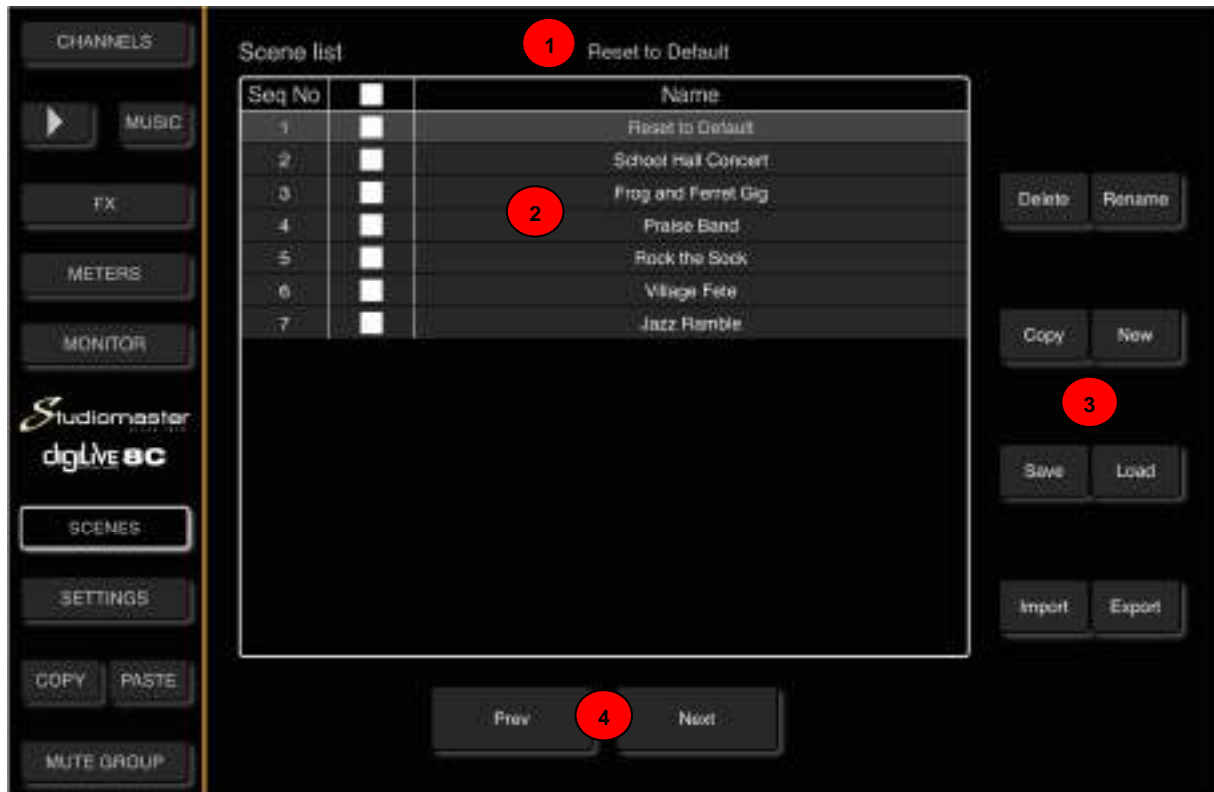 CHANNELS
MUSIC
FX
METERS
MONITOR
Studiomaster
digiLiVE 8C
SCENES
SETTINGS
COPY PASTE
MUTE GROUP
Scene list 1 Reset to Default
Seq No Name
1 Reset to Default
2 School Hall Concert
3 Frog and Ferret Gig
2
4 Praise Band
5 Rock the Sock
6 Village Fete
7 Jazz Ramble
Delete Rename
Copy New
3
Save Load
Import Export
Prev 4 Next